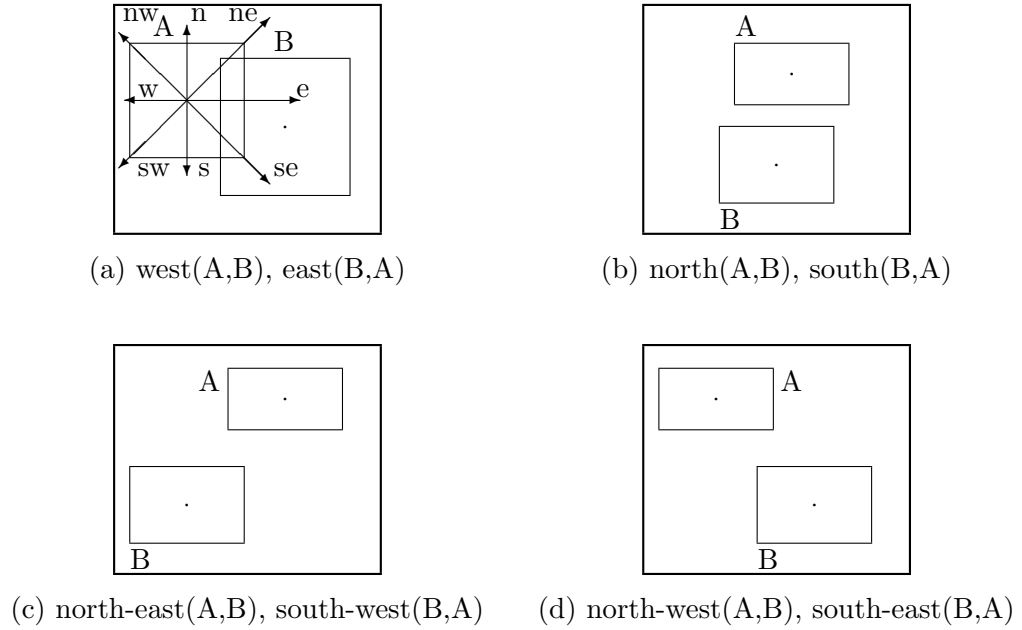 nw n ne
A
B
w e
sw s se
(a) west(A,B), east(B,A)
A
B
(b) north(A,B), south(B,A)
A
B
(c) north-east(A,B), south-west(B,A)
A
B
(d) north-west(A,B), south-east(B,A)